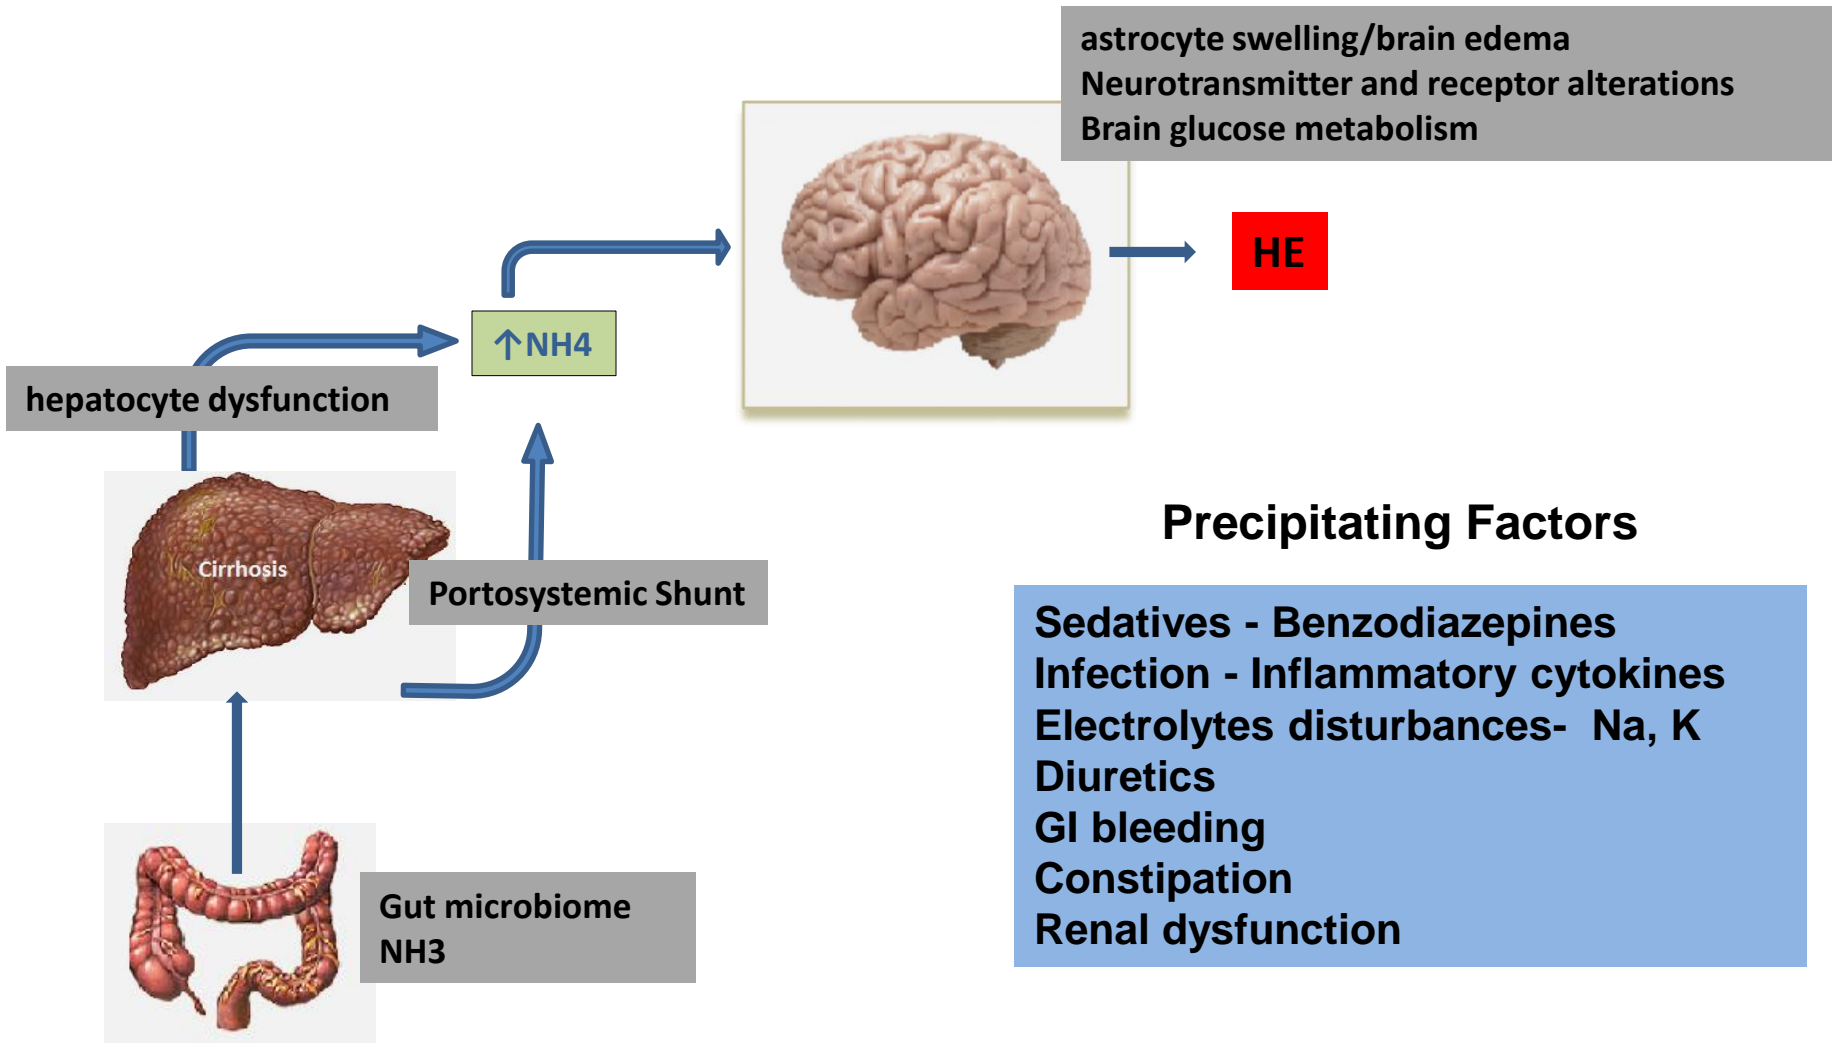 astrocyte swelling/brain edema
Neurotransmitter and receptor alterations
Brain glucose metabolism
HE
↑NH4
hepatocyte dysfunction
Cirrhosis
Portosystemic Shunt
Gut microbiome
NH3
Precipitating Factors
Sedatives - Benzodiazepines
Infection - Inflammatory cytokines
Electrolytes disturbances-  Na, K
Diuretics
GI bleeding
Constipation
Renal dysfunction